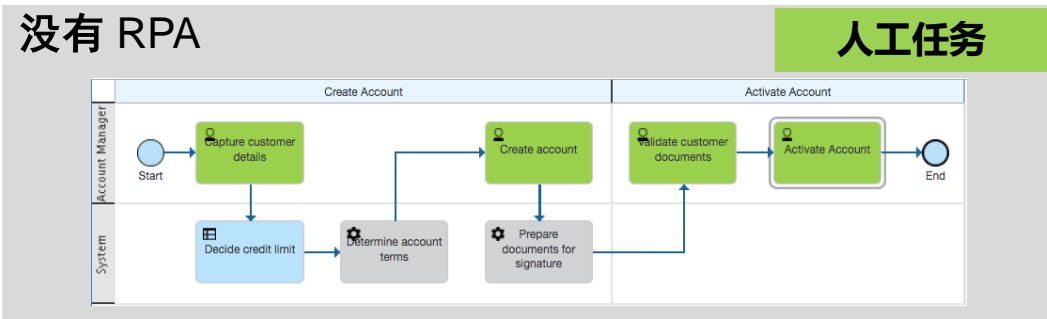 没有 RPA
人工任务
Create Account
Activate Account
Account Manager
Start
Capture customer
details
Create account
Validate customer
documents
Activate Account
End
System
Decide credit limit
Determine account
terms
Prepare
documents for
signature